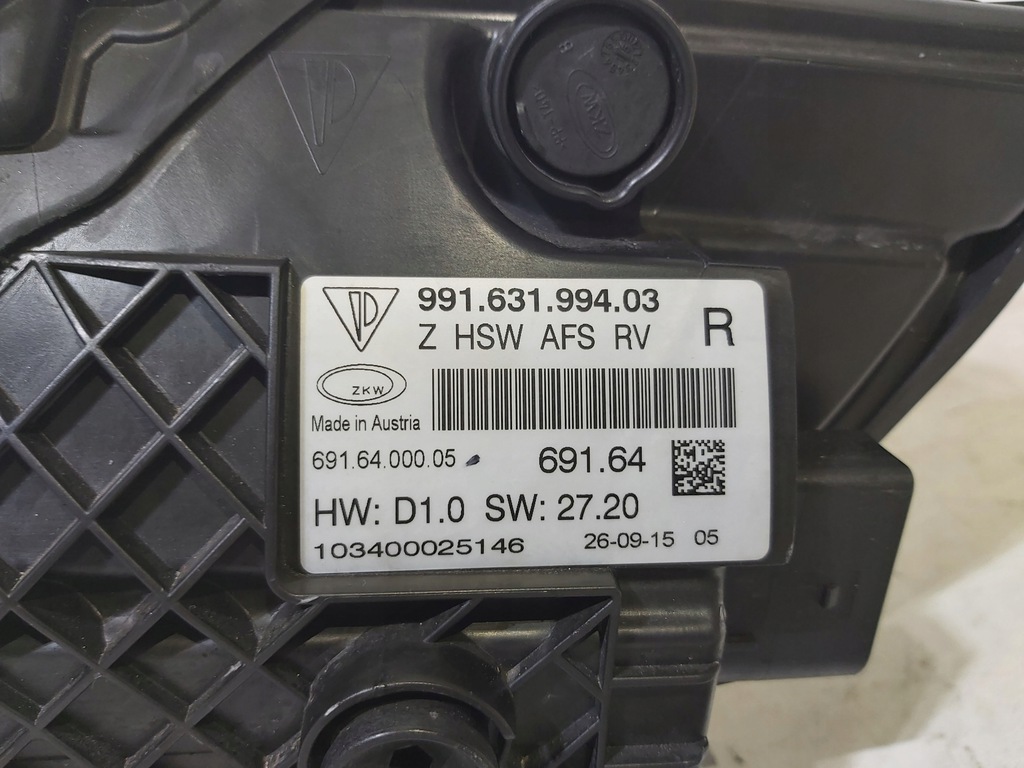 ZKW
991.631.994.03
Z HSW AFS RV
R
ZKW
Made in Austria
691.64.000.05
691.64
HW: D1.0 SW: 27.20
103400025146
26-09-15 05